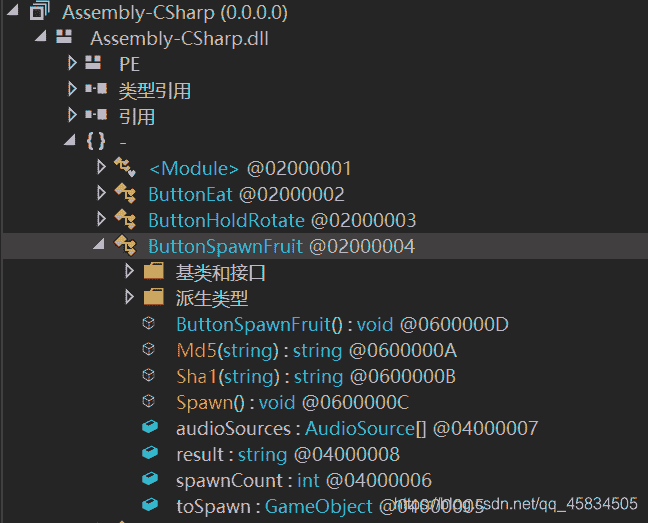 Assembly-CSharp (0.0.0.0)
Assembly-CSharp.dll
PE
类型引用
引用
{ } -
<Module> @02000001
ButtonEat @02000002
ButtonHoldRotate @02000003
ButtonSpawnFruit @02000004
基类和接口
派生类型
ButtonSpawnFruit() : void @0600000D
Md5(string) : string @0600000A
Sha1(string) : string @0600000B
Spawn() : void @0600000C
audioSources : AudioSource[] @04000007
result : string @04000008
spawnCount : int @04000006
toSpawn : GameObject @04000005
https://blog.csdn.net/qq_45834505